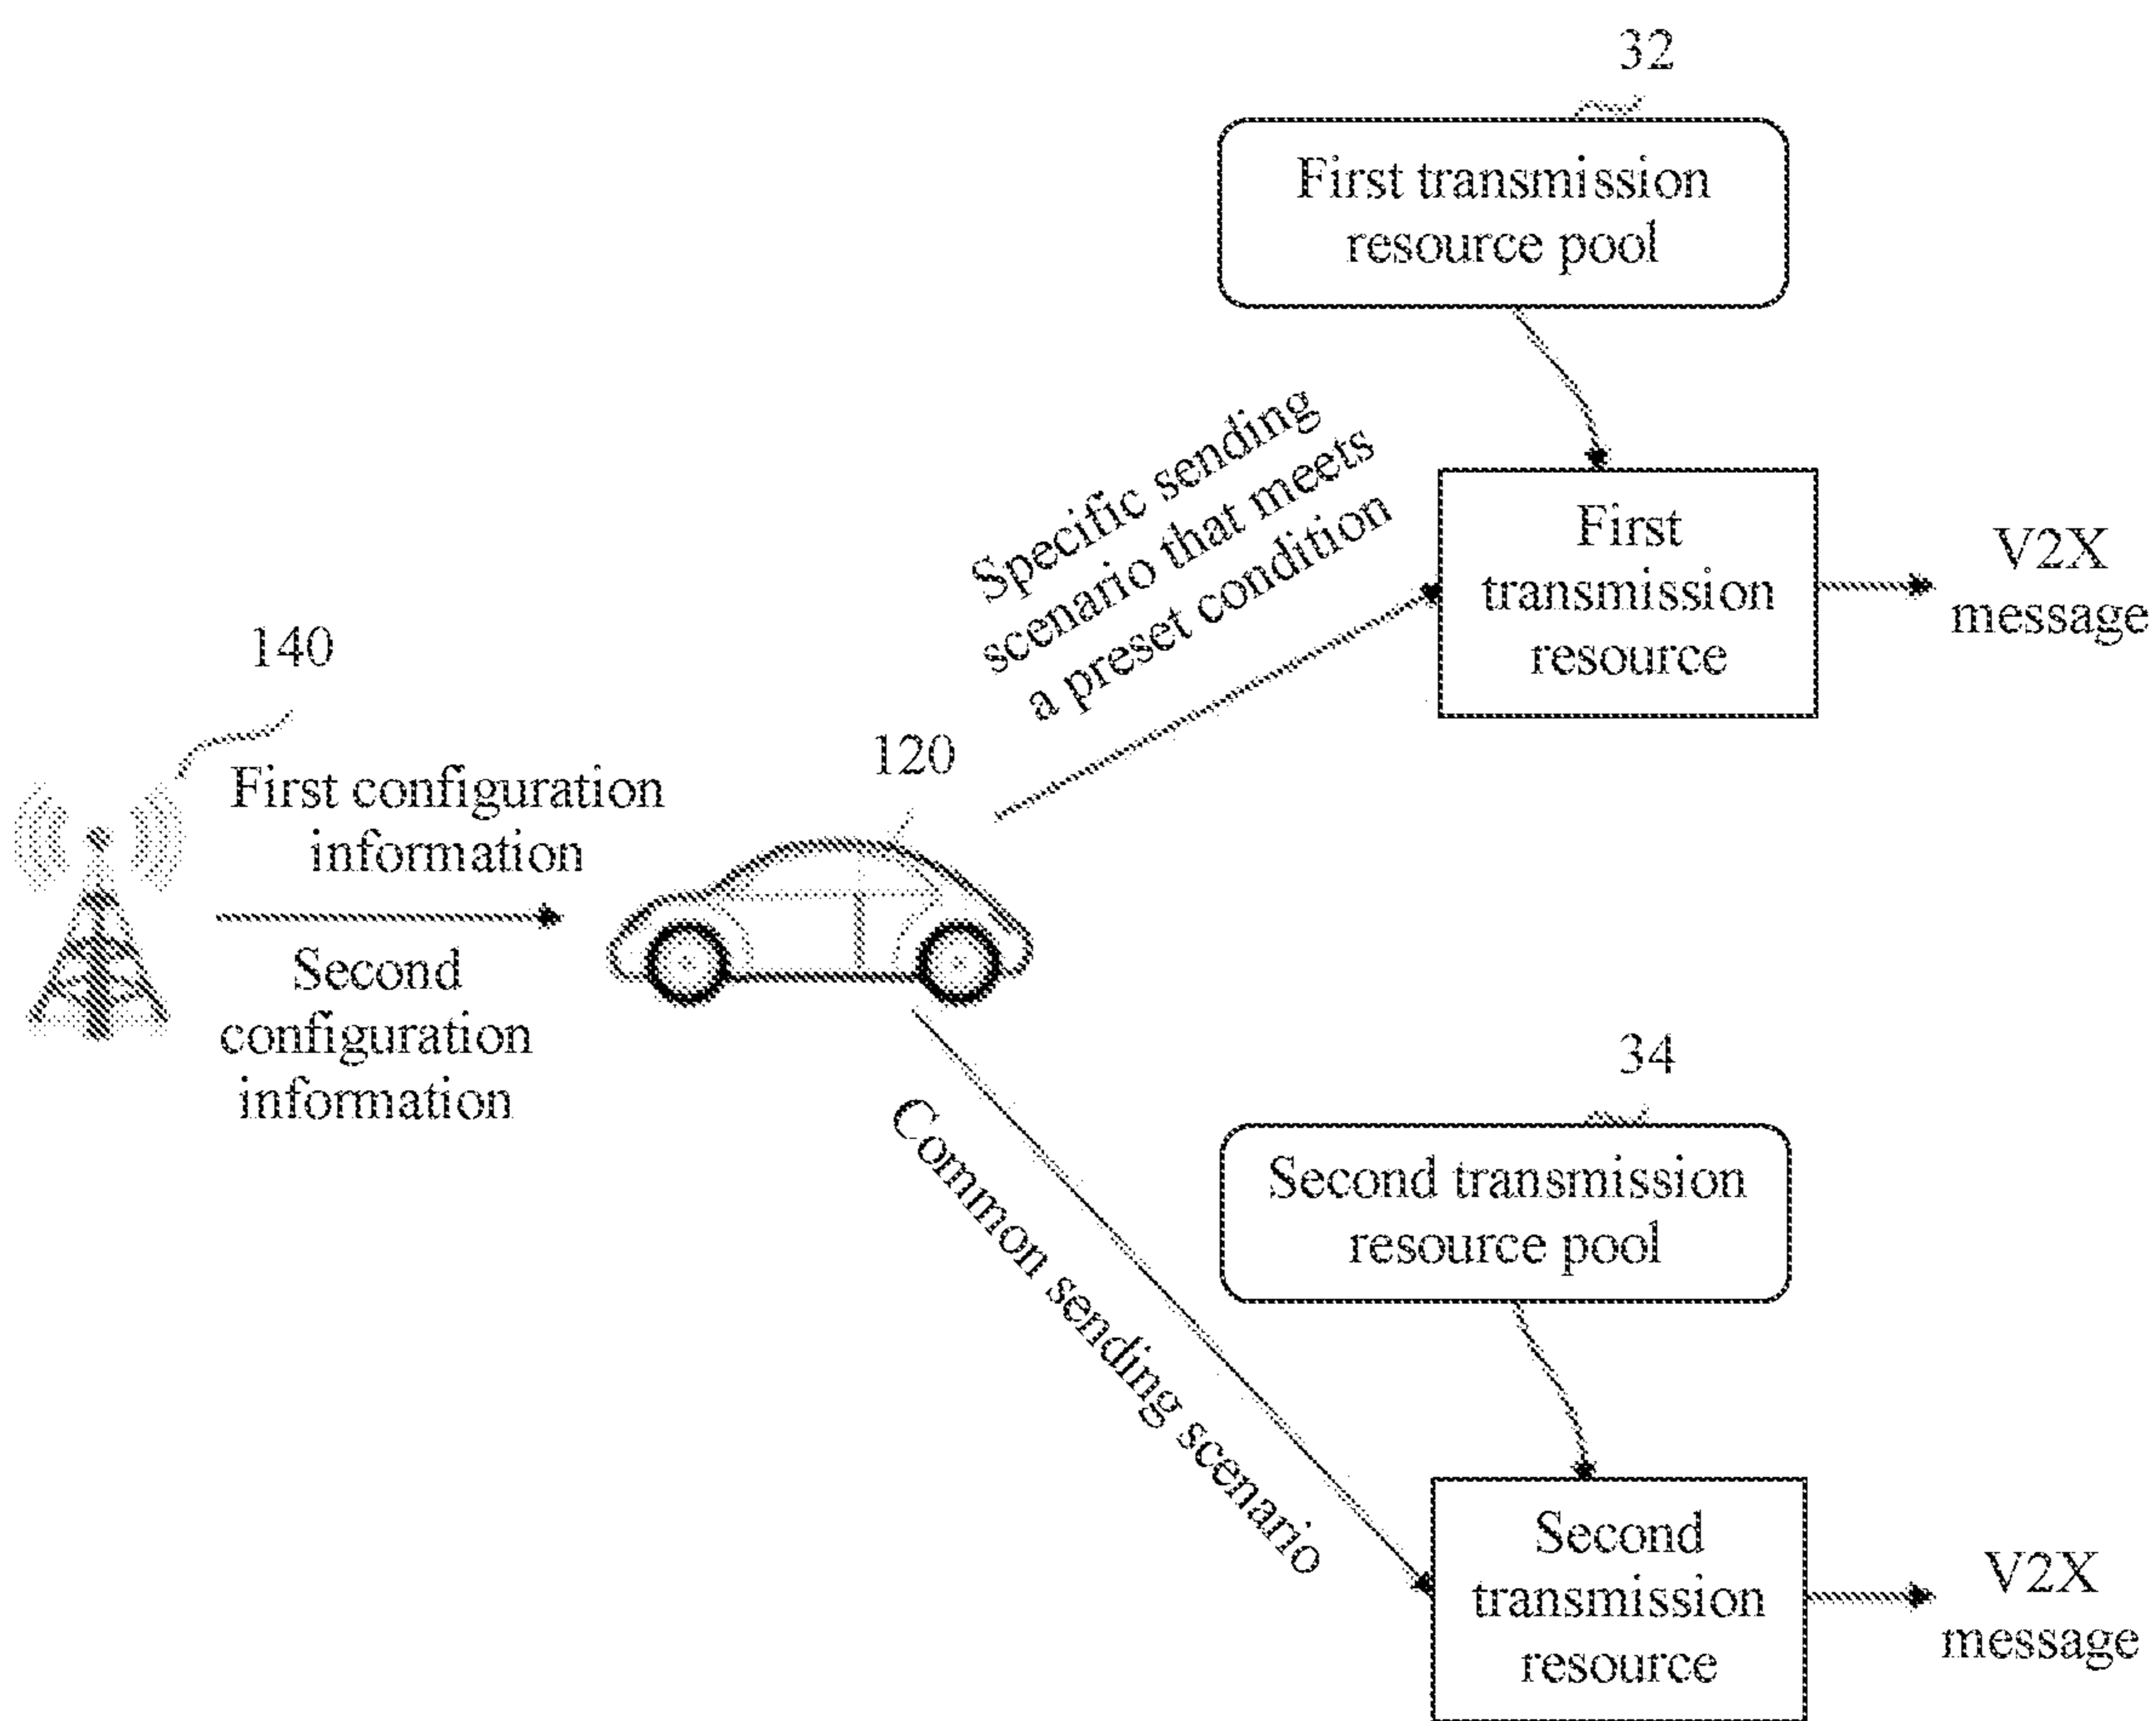 32
First transmission
resource pool
Specific sending
scenario that meets
a preset condition
First
transmission
resource
V2X
message
140
First configuration
information
Second
configuration
information
120
34
Second transmission
resource pool
Common sending scenario
Second
transmission
resource
V2X
message